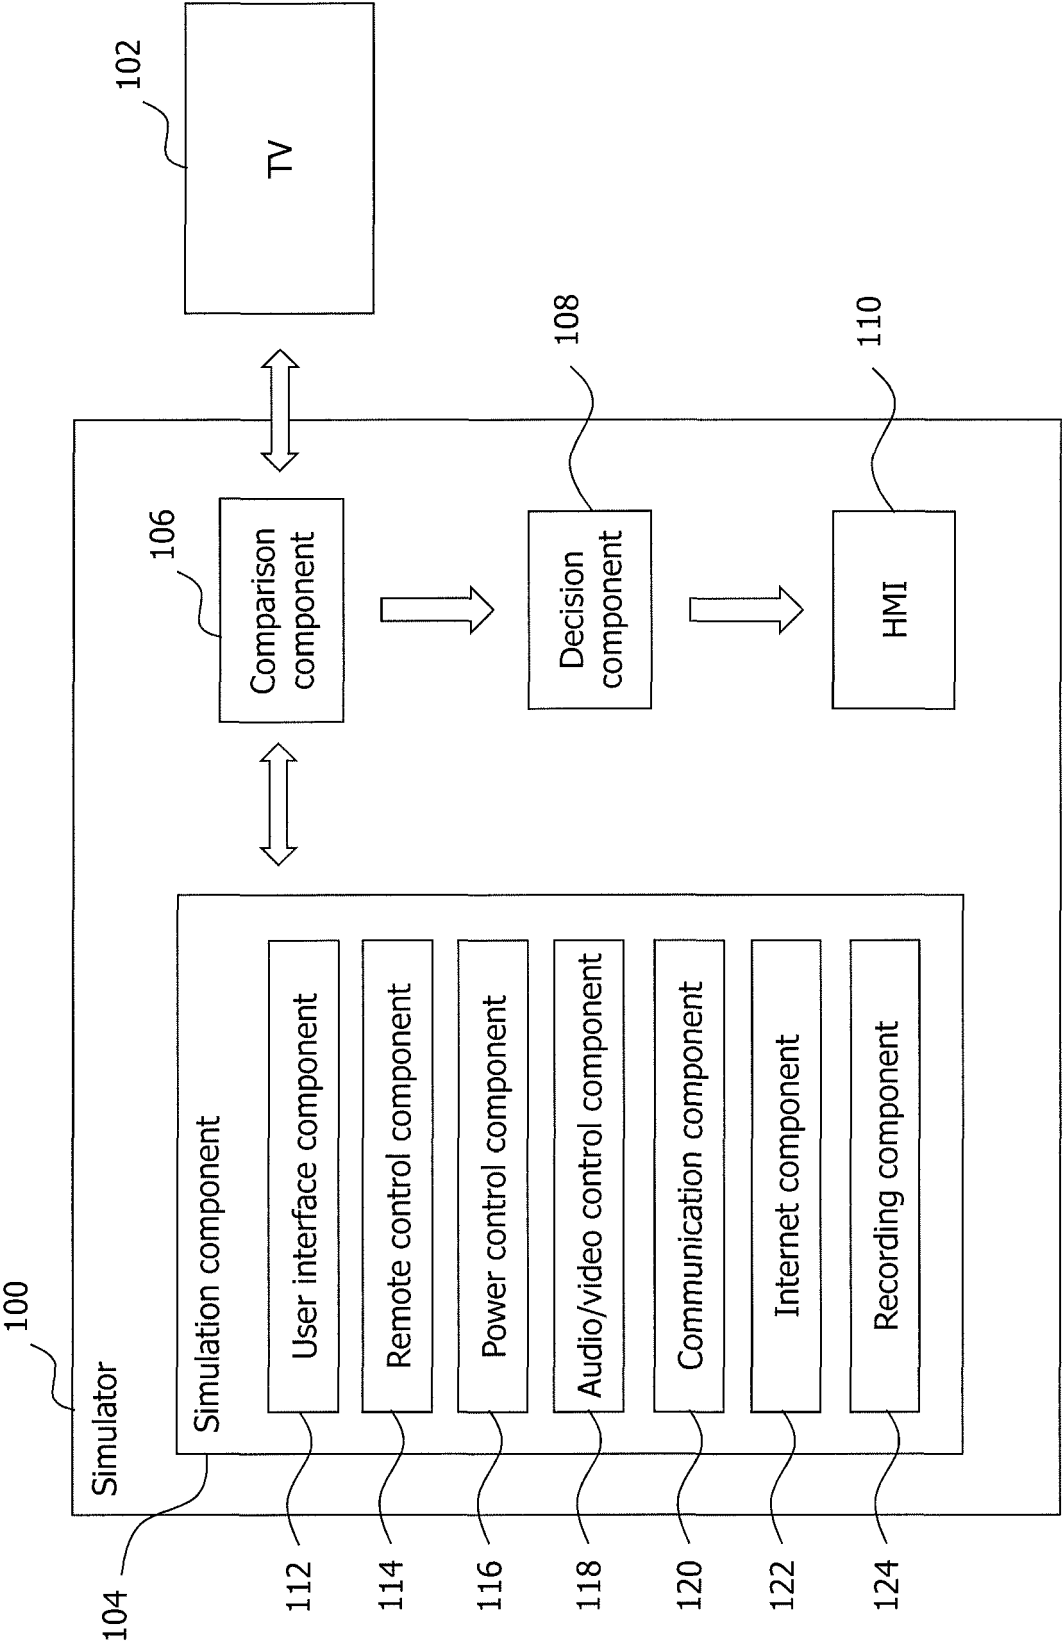 100
Simulator
104
Simulation component
112
User interface component
114
Remote control component
116
Power control component
118
Audio/video control component
120
Communication component
122
Internet component
124
Recording component
106
Comparison
component
102
TV
108
Decision
component
110
HMI